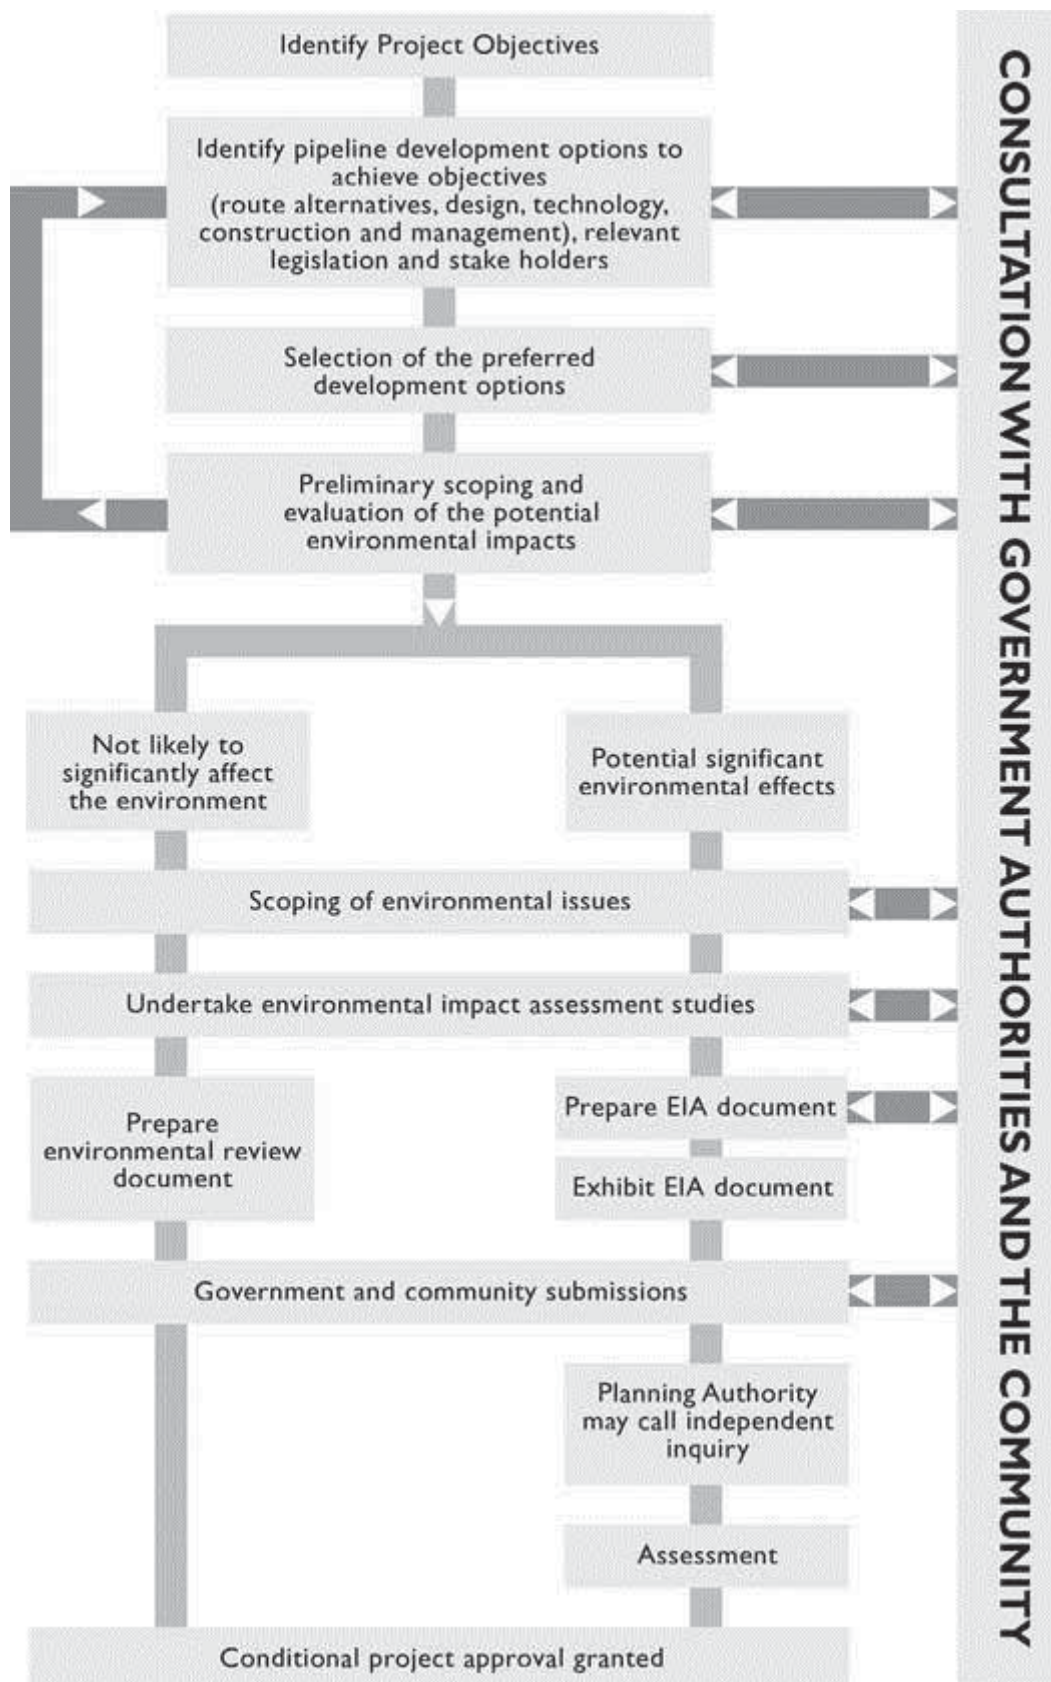 Identify Project Objectives
Identify pipeline development options to
achieve objectives
(route alternatives, design, technology,
construction and management), relevant
legislation and stake holders
Selection of the preferred
development options
Preliminary scoping and
evaluation of the potential
environmental impacts
Not likely to
significantly affect
the environment
Potential significant
environmental effects
Scoping of environmental issues
Undertake environmental impact assessment studies
Prepare
environmental review
document
Prepare EIA document
Exhibit EIA document
Government and community submissions
Planning Authority
may call independent
inquiry
Assessment
Conditional project approval granted
CONSULTATION WITH GOVERNMENT AUTHORITIES AND THE COMMUNITY